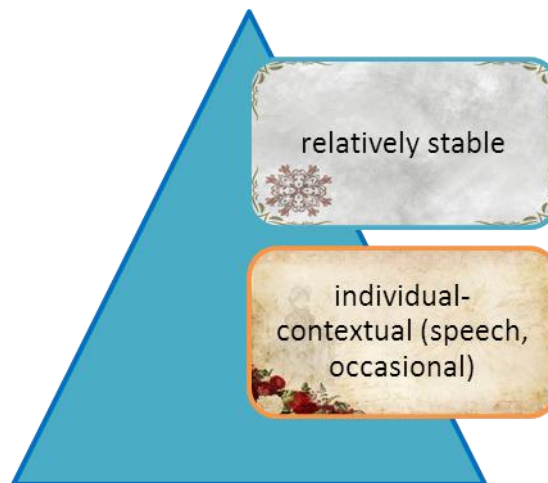 relatively stable
individual-
contextual (speech,
occasional)